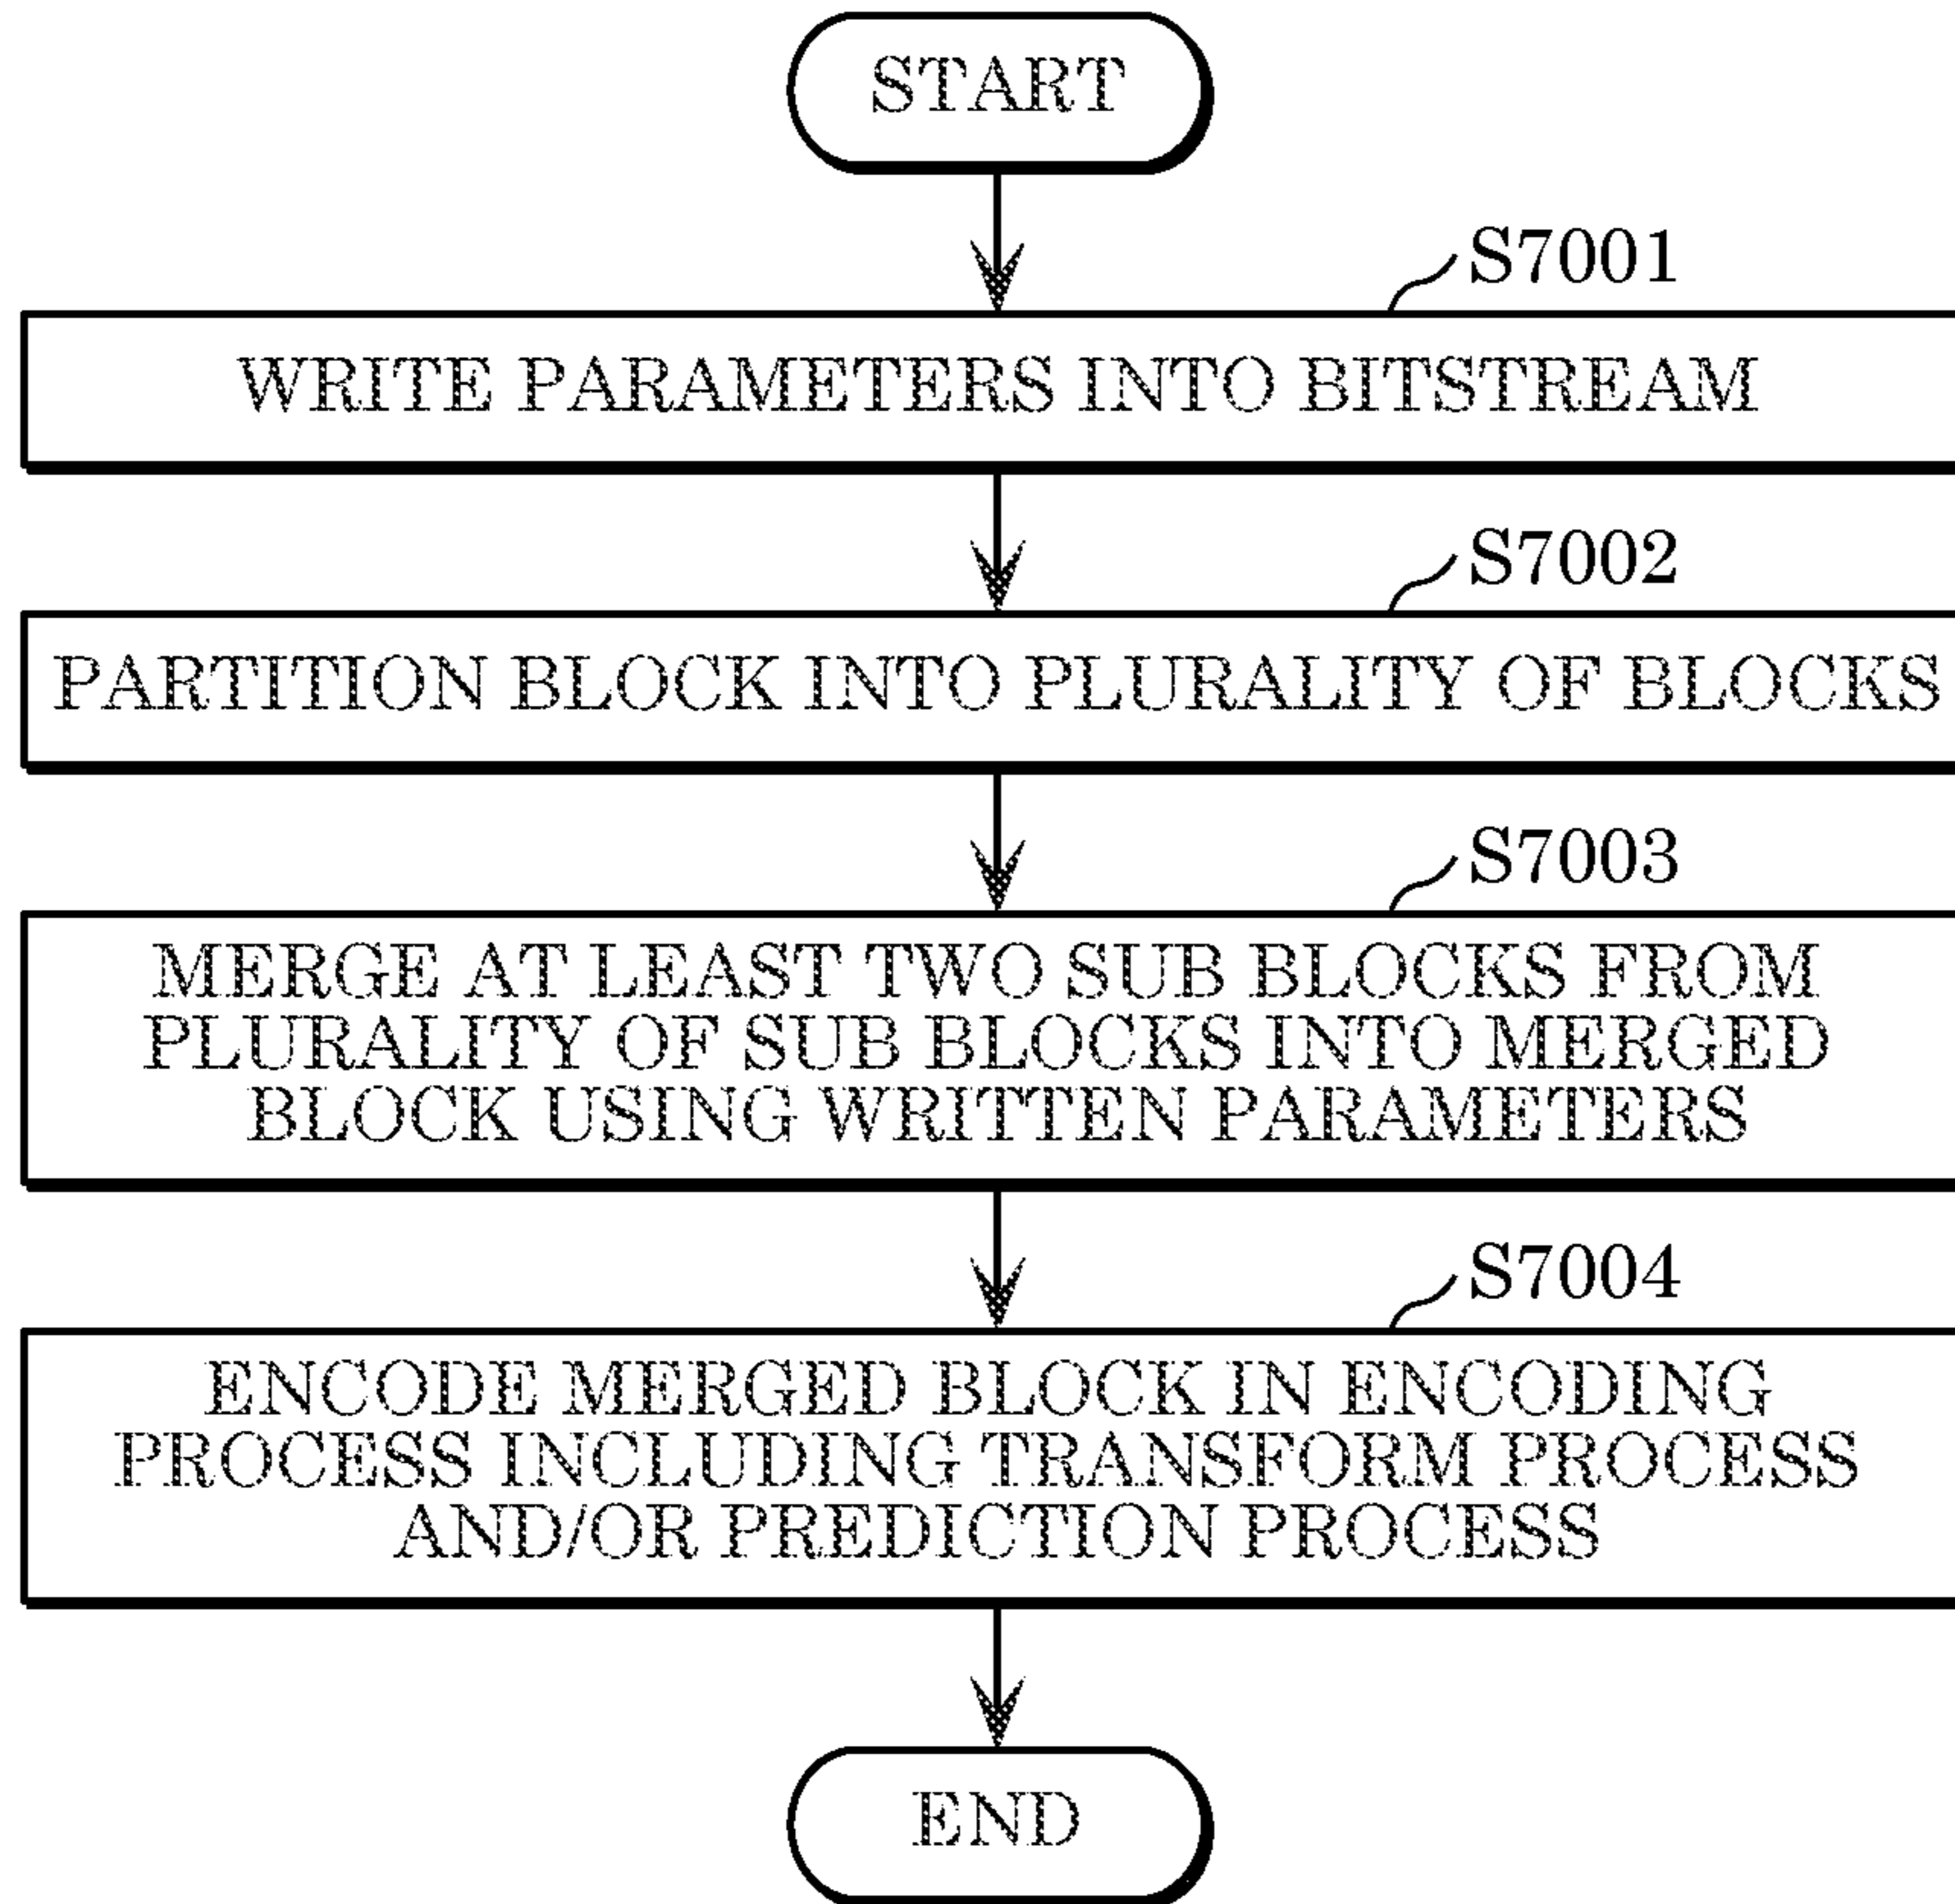 START
S7001
WRITE PARAMETERS INTO BITSTREAM
S7002
PARTITION BLOCK INTO PLURALITY OF BLOCKS
S7003
MERGE AT LEAST TWO SUB BLOCKS FROM
PLURALITY OF SUB BLOCKS INTO MERGED
BLOCK USING WRITTEN PARAMETERS
S7004
ENCODE MERGED BLOCK IN ENCODING
PROCESS INCLUDING TRANSFORM PROCESS
AND/OR PREDICTION PROCESS
END